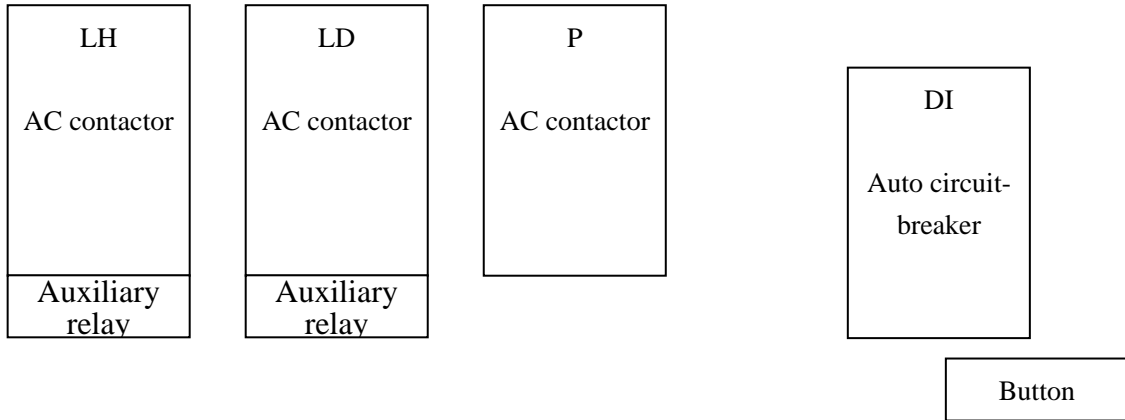 LH
AC contactor
Auxiliary
relay
LD
AC contactor
Auxiliary
relay
P
AC contactor
DI
Auto circuit-
breaker
Button